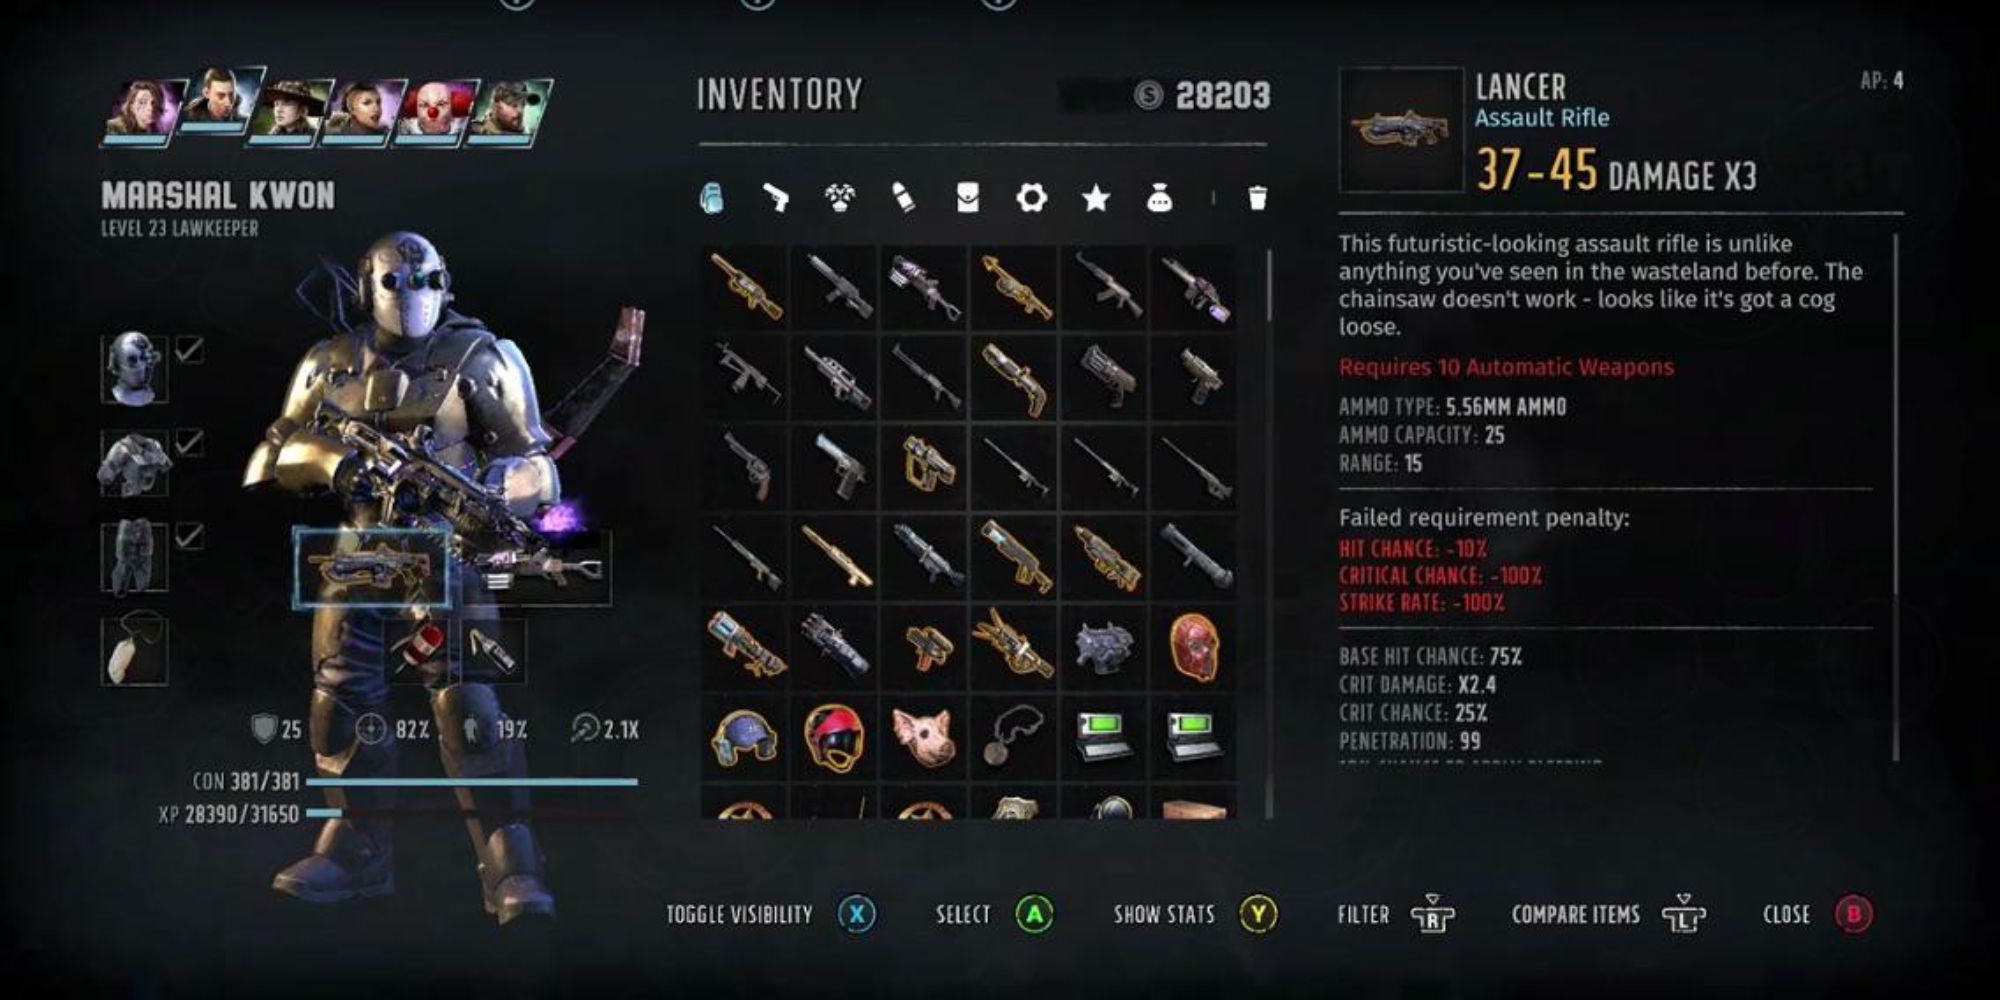 INVENTORY
28203
MARSHAL KWON
LEVEL 23 LAWKEEPER
25
82%
19%
2.1X
CON 381/381
XP 28390/31650
LANCER
AP: 4
Assault Rifle
37-45 DAMAGE X3
This futuristic-looking assault rifle is unlike
anything you've seen in the wasteland before. The
chainsaw doesn't work - looks like it's got a cog
loose.
Requires 10 Automatic Weapons
AMMO TYPE: 5.56MM AMMO
AMMO CAPACITY: 25
RANGE: 15
Failed requirement penalty:
HIT CHANCE: -10%
CRITICAL CHANCE: -100%
STRIKE RATE: -100%
BASE HIT CHANCE: 75%
CRIT DAMAGE: X2.4
CRIT CHANCE: 25%
PENETRATION: 99
TOGGLE VISIBILITY X
SELECT A
SHOW STATS Y
FILTER R
COMPARE ITEMS L
CLOSE B